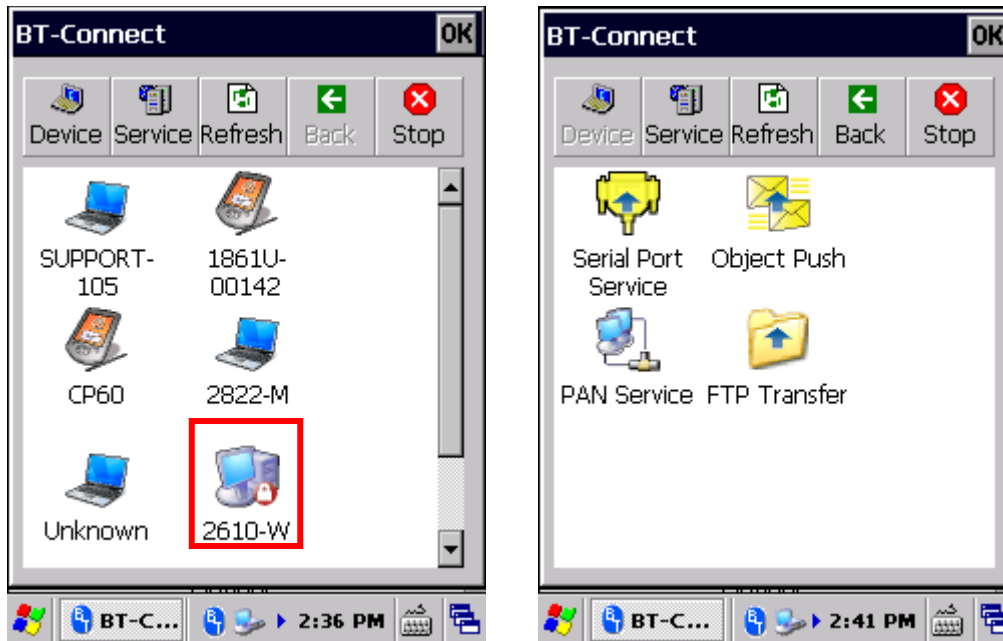 BT-Connect OK
Device Service Refresh Back Stop
SUPPORT-
105
1861U-
00142
CP60
2822-M
Unknown
2610-W
BT-C... 2:36 PM
BT-Connect OK
Device Service Refresh Back Stop
Serial Port
Service
Object Push
PAN Service
FTP Transfer
BT-C... 2:41 PM